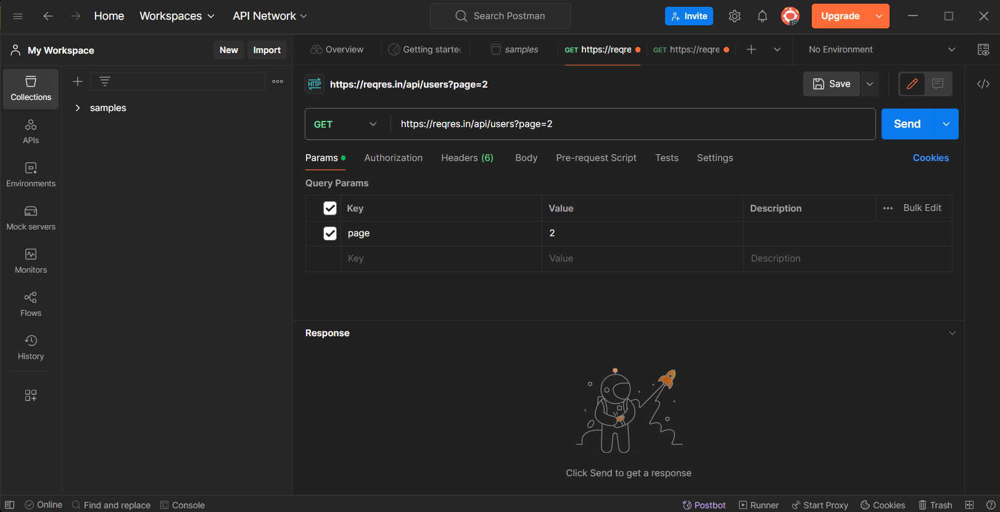 Home Workspaces API Network Search Postman Invite Upgrade
My Workspace New Import Overview Getting starte samples GET https://reqre GET https://reqre No Environment
Collections
APIs
Environments
Mock servers
Monitors
Flows
History
samples
HTTP https://reqres.in/api/users?page=2 Save
GET https://reqres.in/api/users?page=2 Send
Params Authorization Headers (6) Body Pre-request Script Tests Settings Cookies
Query Params
Key Value Description Bulk Edit
page 2
Key Value Description
Response
Click Send to get a response
Online Find and replace Console Postbot Runner Start Proxy Cookies Trash